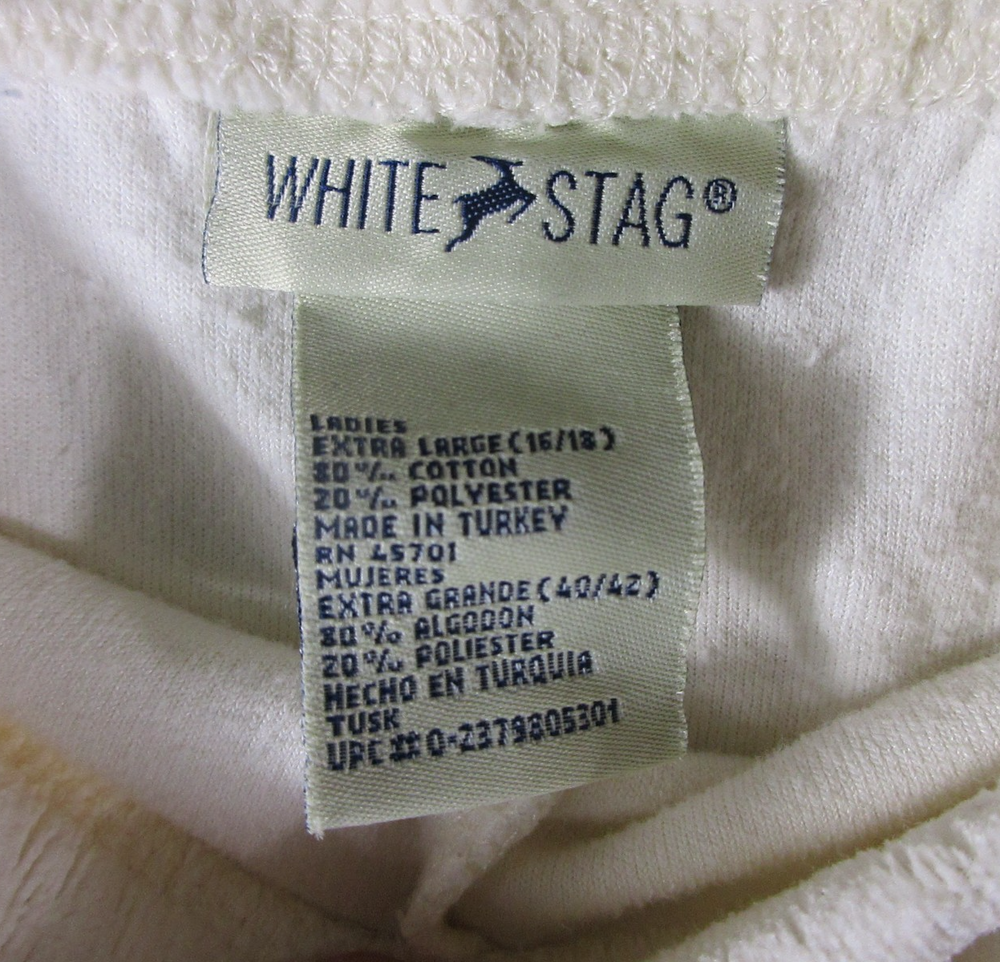 WHITE STAG®
LADIES
EXTRA LARGE (16/18)
80% COTTON
20% POLYESTER
MADE IN TURKEY
RN 45701
MUJERES
EXTRA GRANDE (40/42)
80% ALGODON
20% POLIESTER
HECHO EN TURQUIA
TUSK
UPC # 0-2379805301